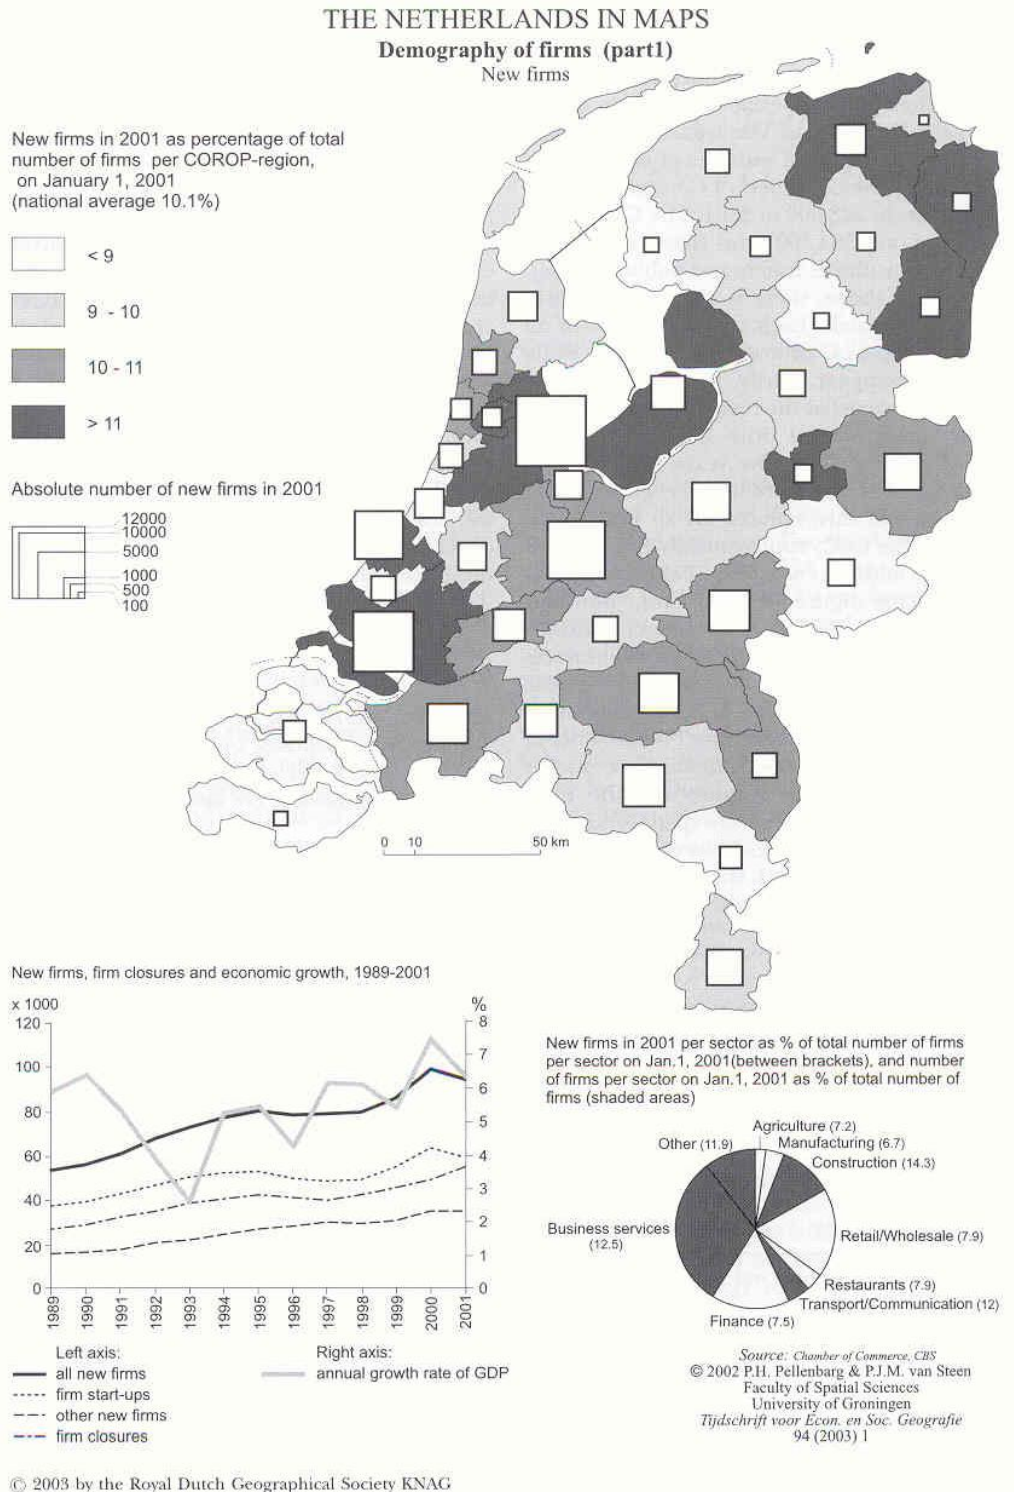 THE NETHERLANDS IN MAPS
Demography of firms (part1)
New firms
New firms in 2001 as percentage of total
number of firms per COROP-region,
on January 1, 2001
(national average 10.1%)
< 9
9 - 10
10 - 11
> 11
Absolute number of new firms in 2001
12000
10000
5000
1000
500
100
0 10 50 km
New firms, firm closures and economic growth, 1989-2001
x 1000
%
120
100
80
60
40
20
0
8
7
6
5
4
3
2
1
0
1989
1990
1991
1992
1993
1994
1995
1996
1997
1998
1999
2000
2001
Left axis:
all new firms
firm start-ups
other new firms
firm closures
Right axis:
annual growth rate of GDP
New firms in 2001 per sector as % of total number of firms
per sector on Jan.1, 2001(between brackets), and number
of firms per sector on Jan.1, 2001 as % of total number of
firms (shaded areas)
Agriculture (7.2)
Other (11.9)
Manufacturing (6.7)
Construction (14.3)
Business services
(12.5)
Retail/Wholesale (7.9)
Restaurants (7.9)
Transport/Communication (12)
Finance (7.5)
Source: Chamber of Commerce, CBS
© 2002 P.H. Pellenbarg & P.J.M. van Steen
Faculty of Spatial Sciences
University of Groningen
Tijdschrift voor Econ. en Soc. Geografie
94 (2003) 1
© 2003 by the Royal Dutch Geographical Society KNAG